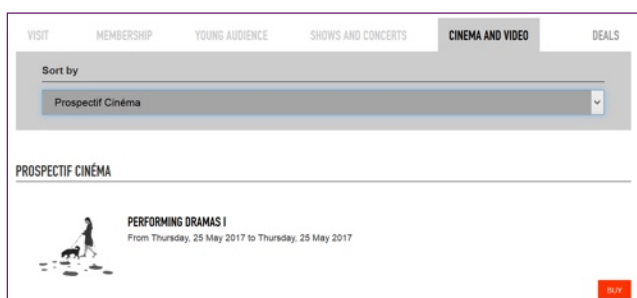 VISIT MEMBERSHIP YOUNG AUDIENCE SHOWS AND CONCERTS CINEMA AND VIDEO DEALS
Sort by
Prospectif Cinéma
PROSPECTIF CINÉMA
PERFORMING DRAMAS I
From Thursday, 25 May 2017 to Thursday, 25 May 2017
BUY